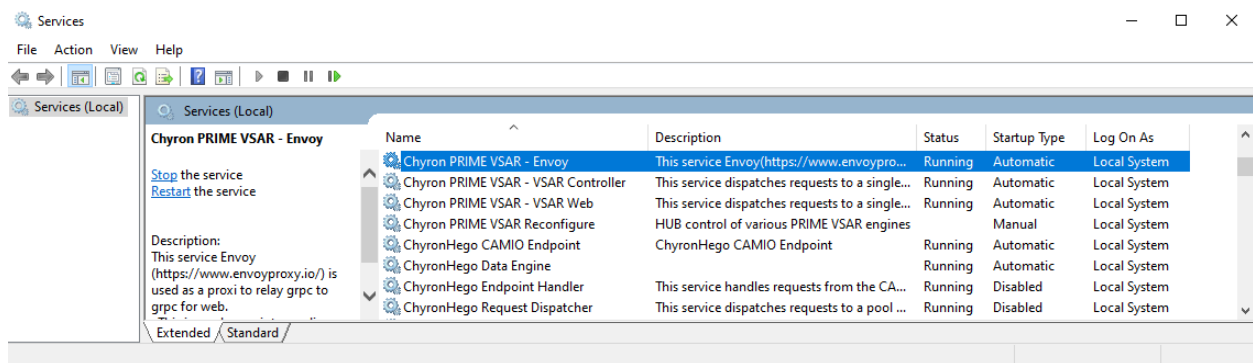 Services
File Action View Help
Services (Local)
Services (Local)
Chyron PRIME VSAR - Envoy
Stop the service
Restart the service
Description:
This service Envoy
(https://www.envoyproxy.io/) is
used as a proxi to relay grpc to
grpc for web.
Name Description Status Startup Type Log On As
Chyron PRIME VSAR - Envoy This service Envoy(https://www.envoypro... Running Automatic Local System
Chyron PRIME VSAR - VSAR Controller This service dispatches requests to a single... Running Automatic Local System
Chyron PRIME VSAR - VSAR Web This service dispatches requests to a single... Running Automatic Local System
Chyron PRIME VSAR Reconfigure HUB control of various PRIME VSAR engines Manual Local System
ChyronHego CAMIO Endpoint ChyronHego CAMIO Endpoint Running Automatic Local System
ChyronHego Data Engine Running Automatic Local System
ChyronHego Endpoint Handler This service handles requests from the CA... Running Disabled Local System
ChyronHego Request Dispatcher This service dispatches requests to a pool ... Running Disabled Local System
Extended Standard